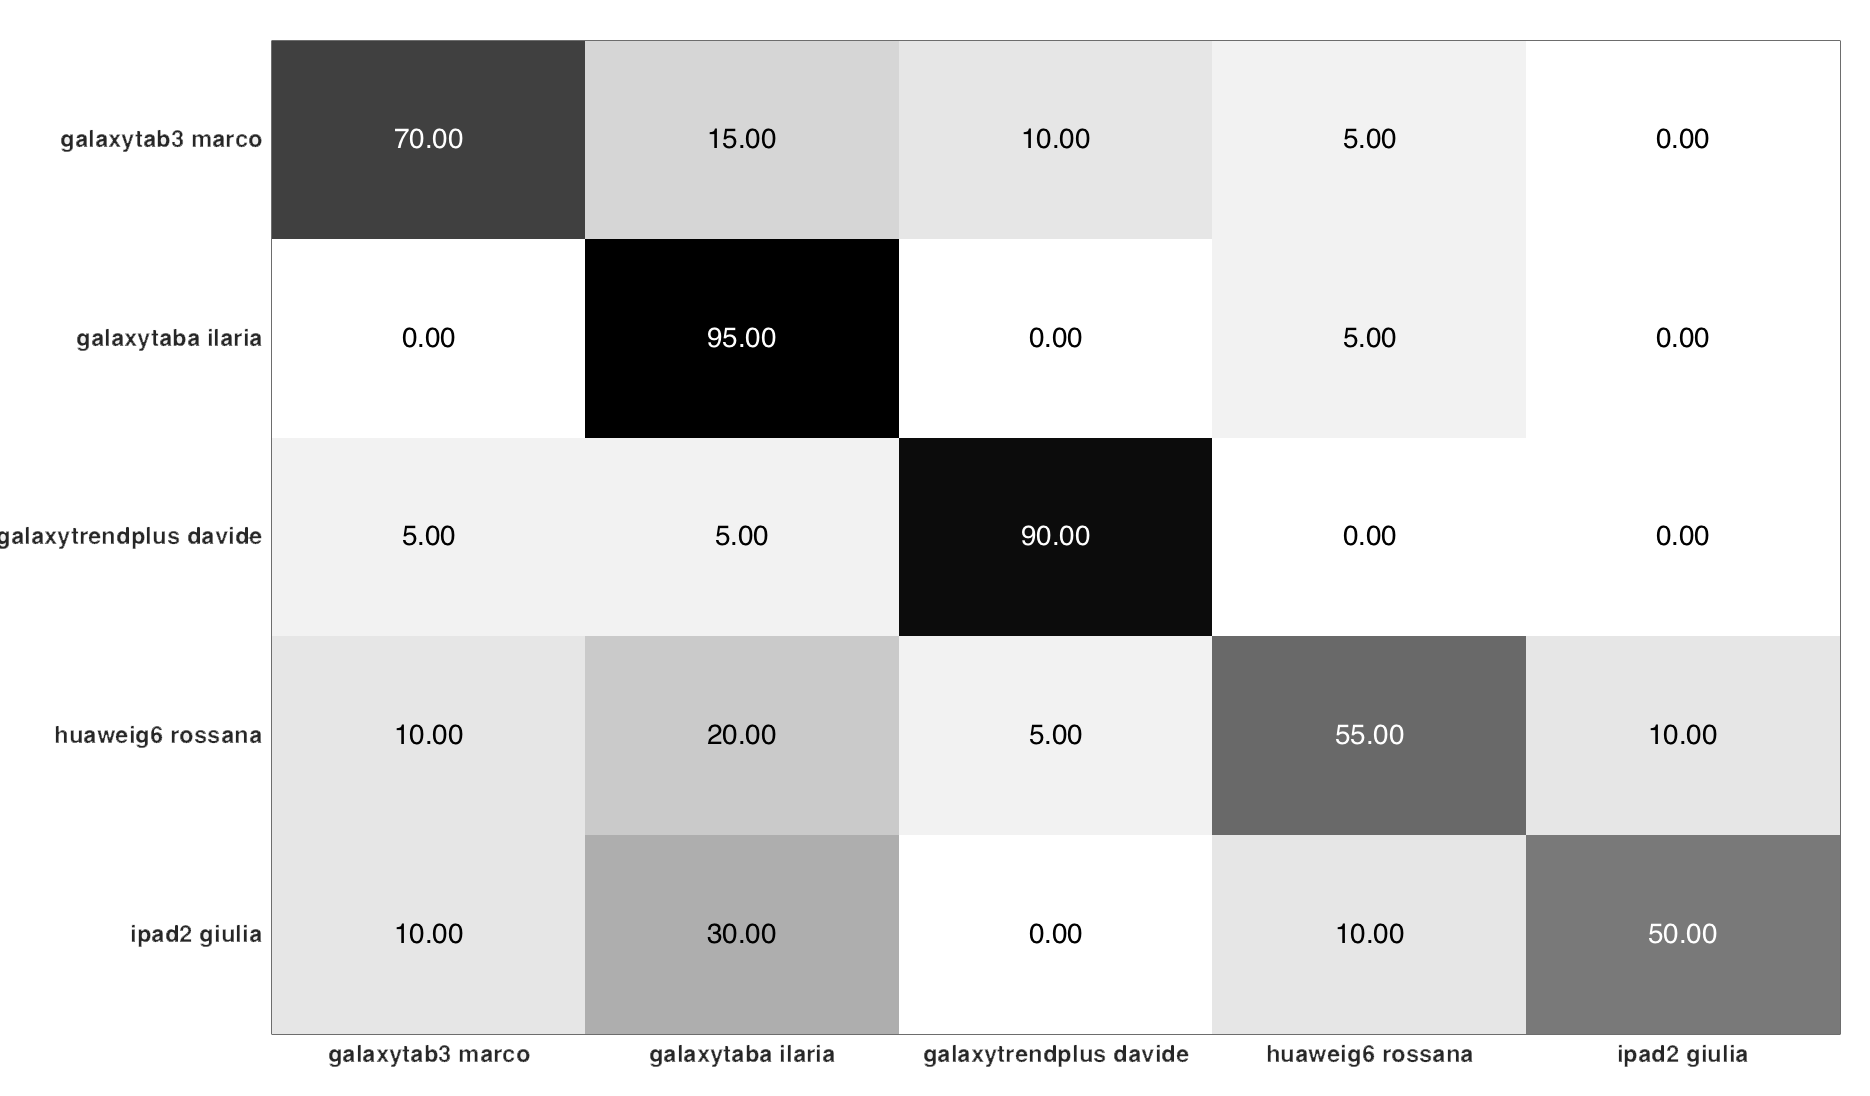 galaxytab3 marco 70.00 15.00 10.00 5.00 0.00
galaxytaba ilaria 0.00 95.00 0.00 5.00 0.00
galaxytrendplus davide 5.00 5.00 90.00 0.00 0.00
huaweig6 rossana 10.00 20.00 5.00 55.00 10.00
ipad2 giulia 10.00 30.00 0.00 10.00 50.00
galaxytab3 marco galaxytaba ilaria galaxytrendplus davide huaweig6 rossana ipad2 giulia